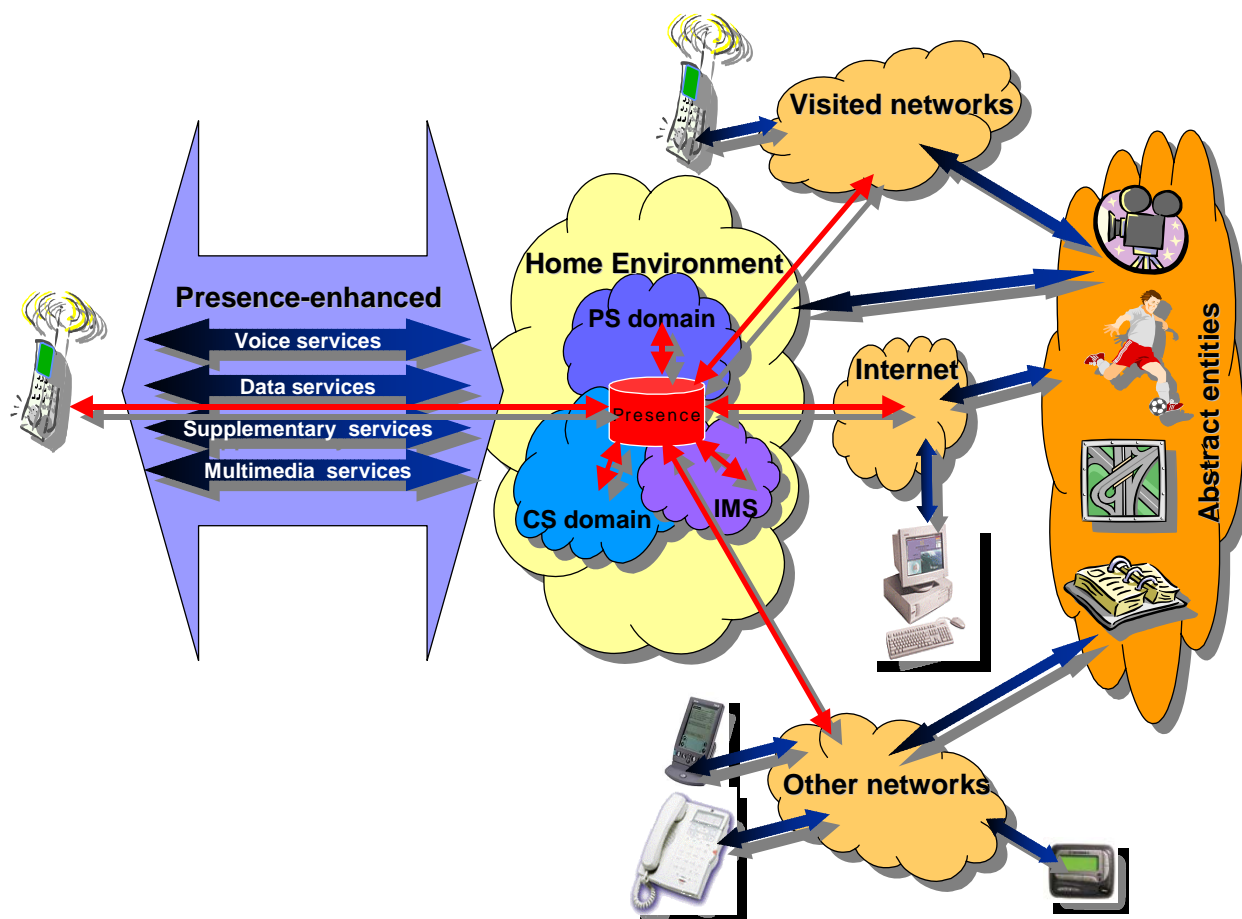 Visited networks
Home Environment
Presence-enhanced
PS domain
Voice services
Internet
Data services
Presence
Supplementary services
Multimedia services
CS domain
IMS
Abstract entities
Other networks